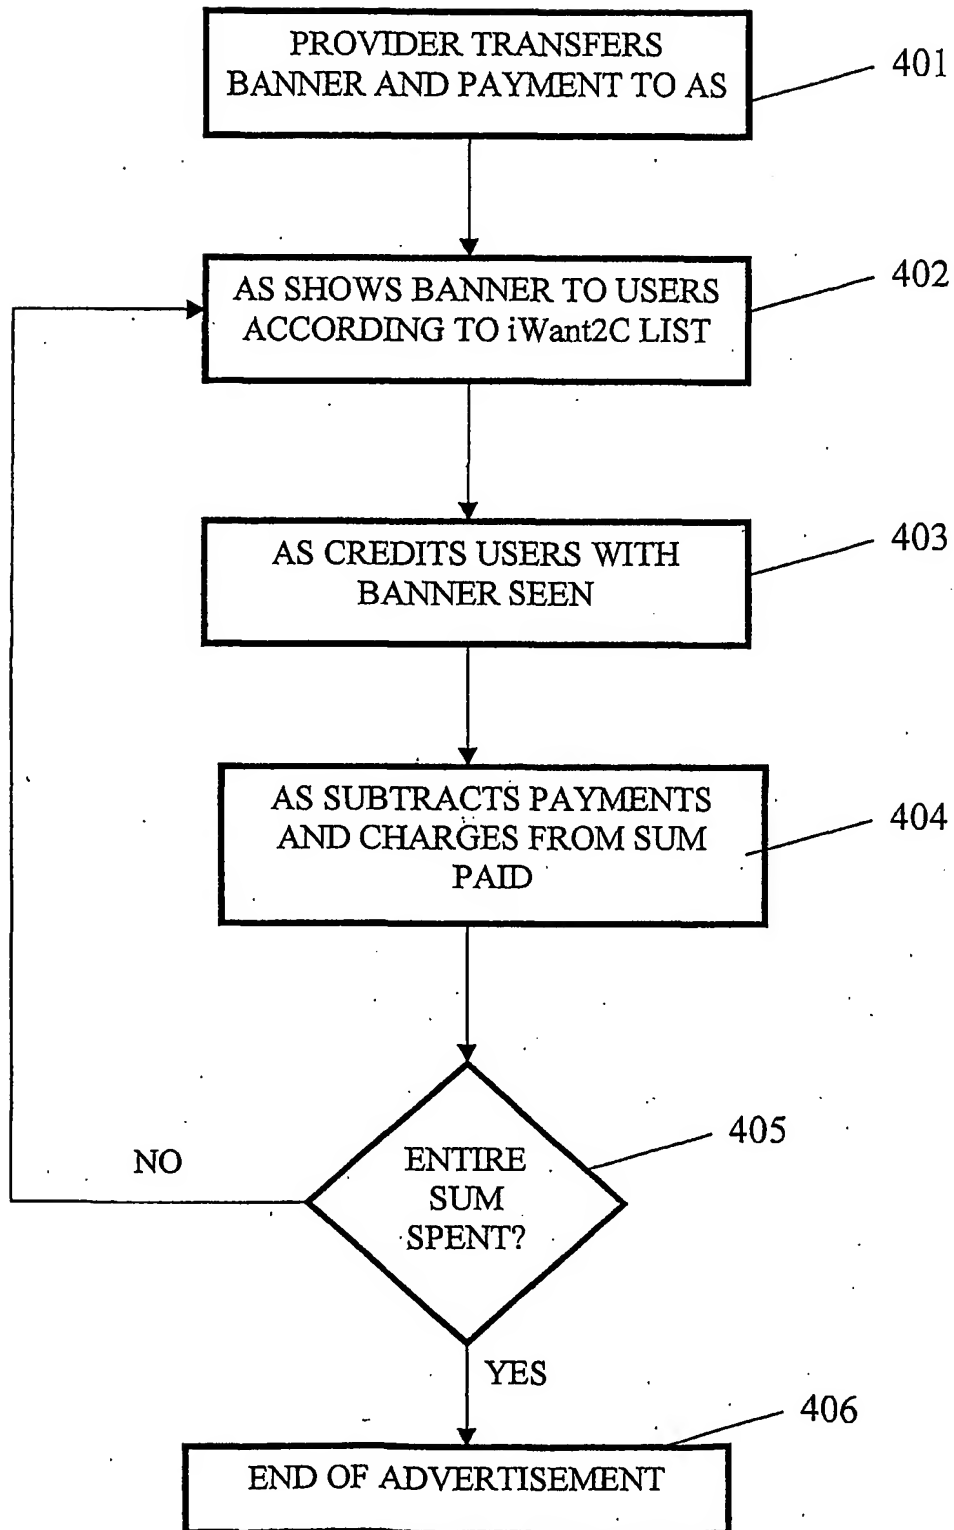 PROVIDER TRANSFERS
BANNER AND PAYMENT TO AS
401
AS SHOWS BANNER TO USERS
ACCORDING TO iWant2C LIST
402
AS CREDITS USERS WITH
BANNER SEEN
403
AS SUBTRACTS PAYMENTS
AND CHARGES FROM SUM
PAID
404
ENTIRE
SUM
SPENT?
405
NO
YES
END OF ADVERTISEMENT
406